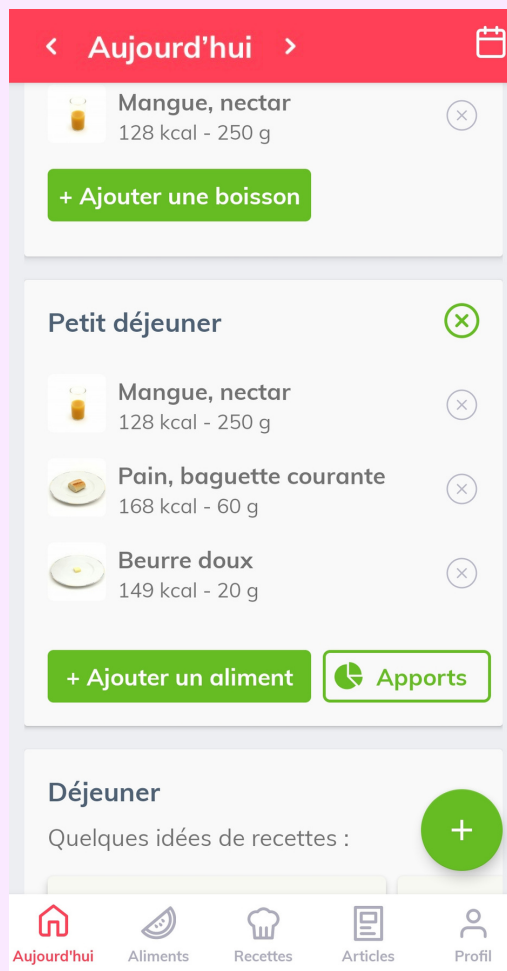 Aujourd'hui
Mangue, nectar
128 kcal - 250 g
+ Ajouter une boisson
Petit déjeuner
Mangue, nectar
128 kcal - 250 g
Pain, baguette courante
168 kcal - 60 g
Beurre doux
149 kcal - 20 g
+ Ajouter un aliment
Apports
Déjeuner
Quelques idées de recettes :
Aujourd'hui
Aliments
Recettes
Articles
Profil